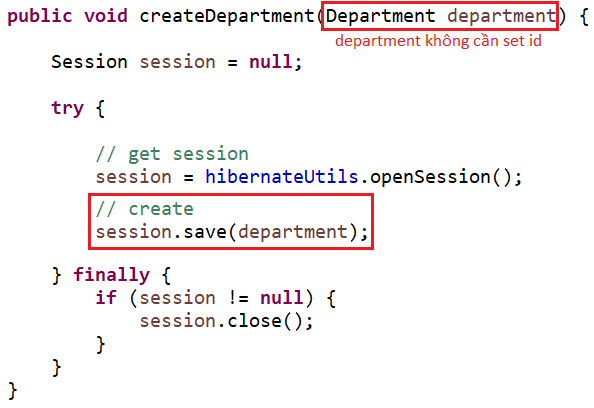 public void createDepartment(Department department) {
department không cần set id
Session session = null;
try {
// get session
session = hibernateUtils.openSession();
// create
session.save(department);
} finally {
if (session != null) {
session.close();
}
}
}